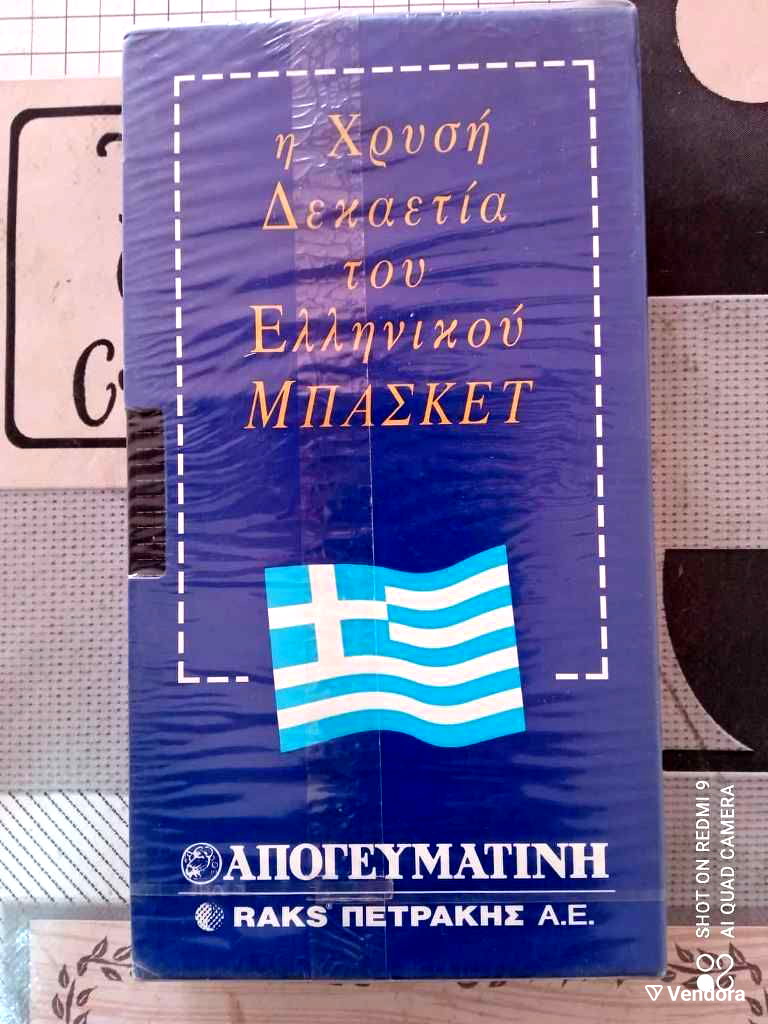 η Χρυσή
Δεκαετία
του
Ελληνικού
ΜΠΑΣΚΕΤ
ΑΠΟΓΕΥΜΑΤΙΝΗ
RAKS® ΠΕΤΡΑΚΗΣ Α.Ε.
SHOT ON REDMI 9
AI QUAD CAMERA
Vendora